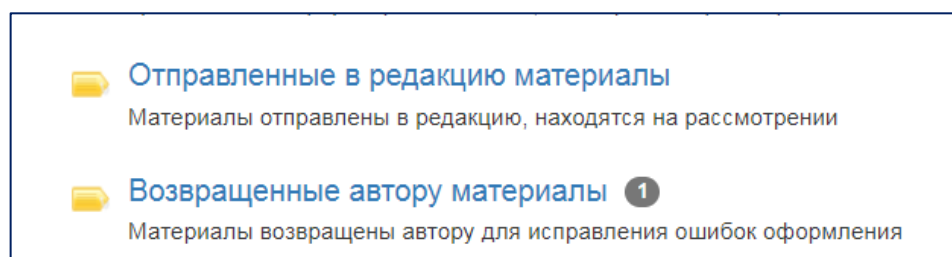 Отправленные в редакцию материалы
Материалы отправлены в редакцию, находятся на рассмотрении
Возвращенные автору материалы 1
Материалы возвращены автору для исправления ошибок оформления